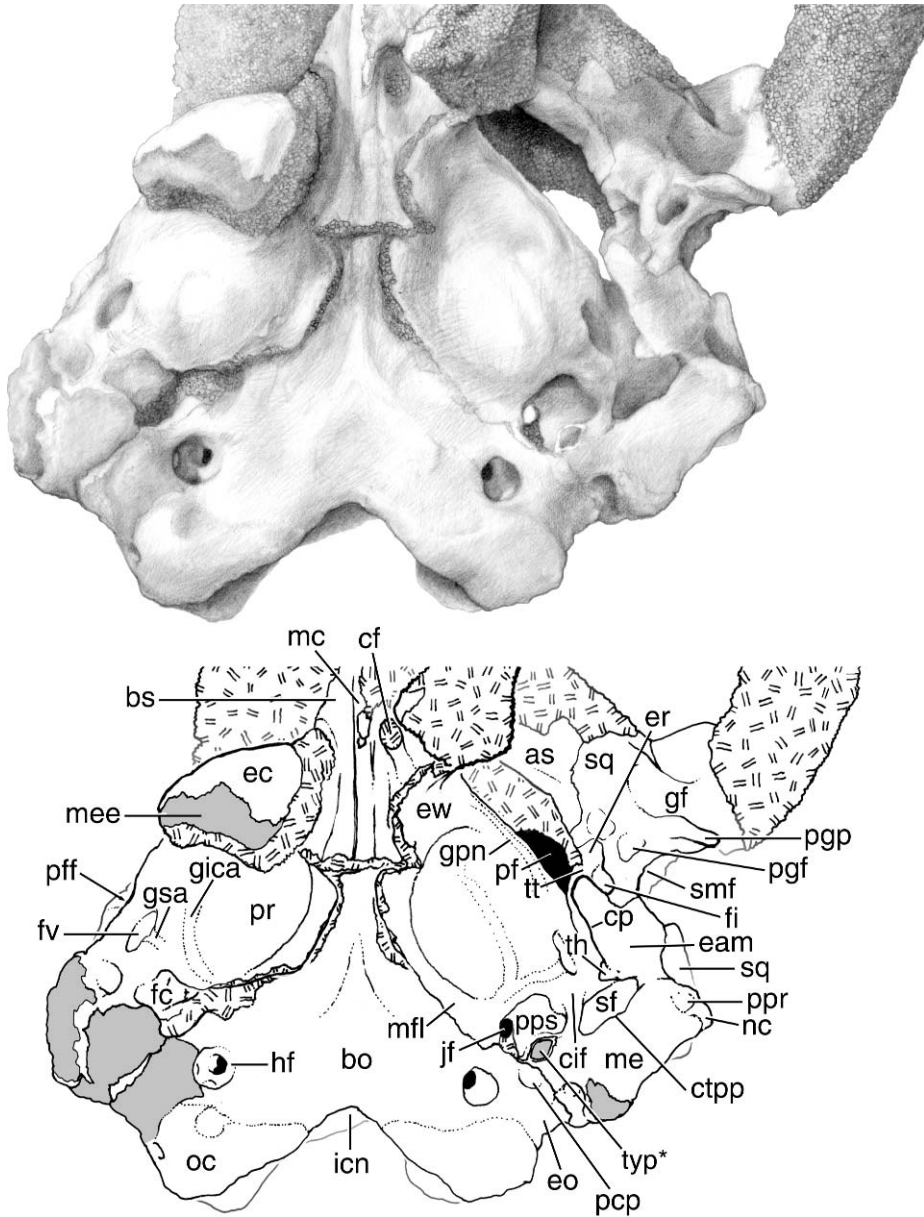 mc cf
bs er
ec as sq
ew gf
mee
gpn pgp
pff gica pf pgf
gsa tt smf
fv pr cp fi
th eam
fc sq
sf ppr
mfl pps nc
jf
hf bo cif me
ctpp
oc icn eo typ*
pcp